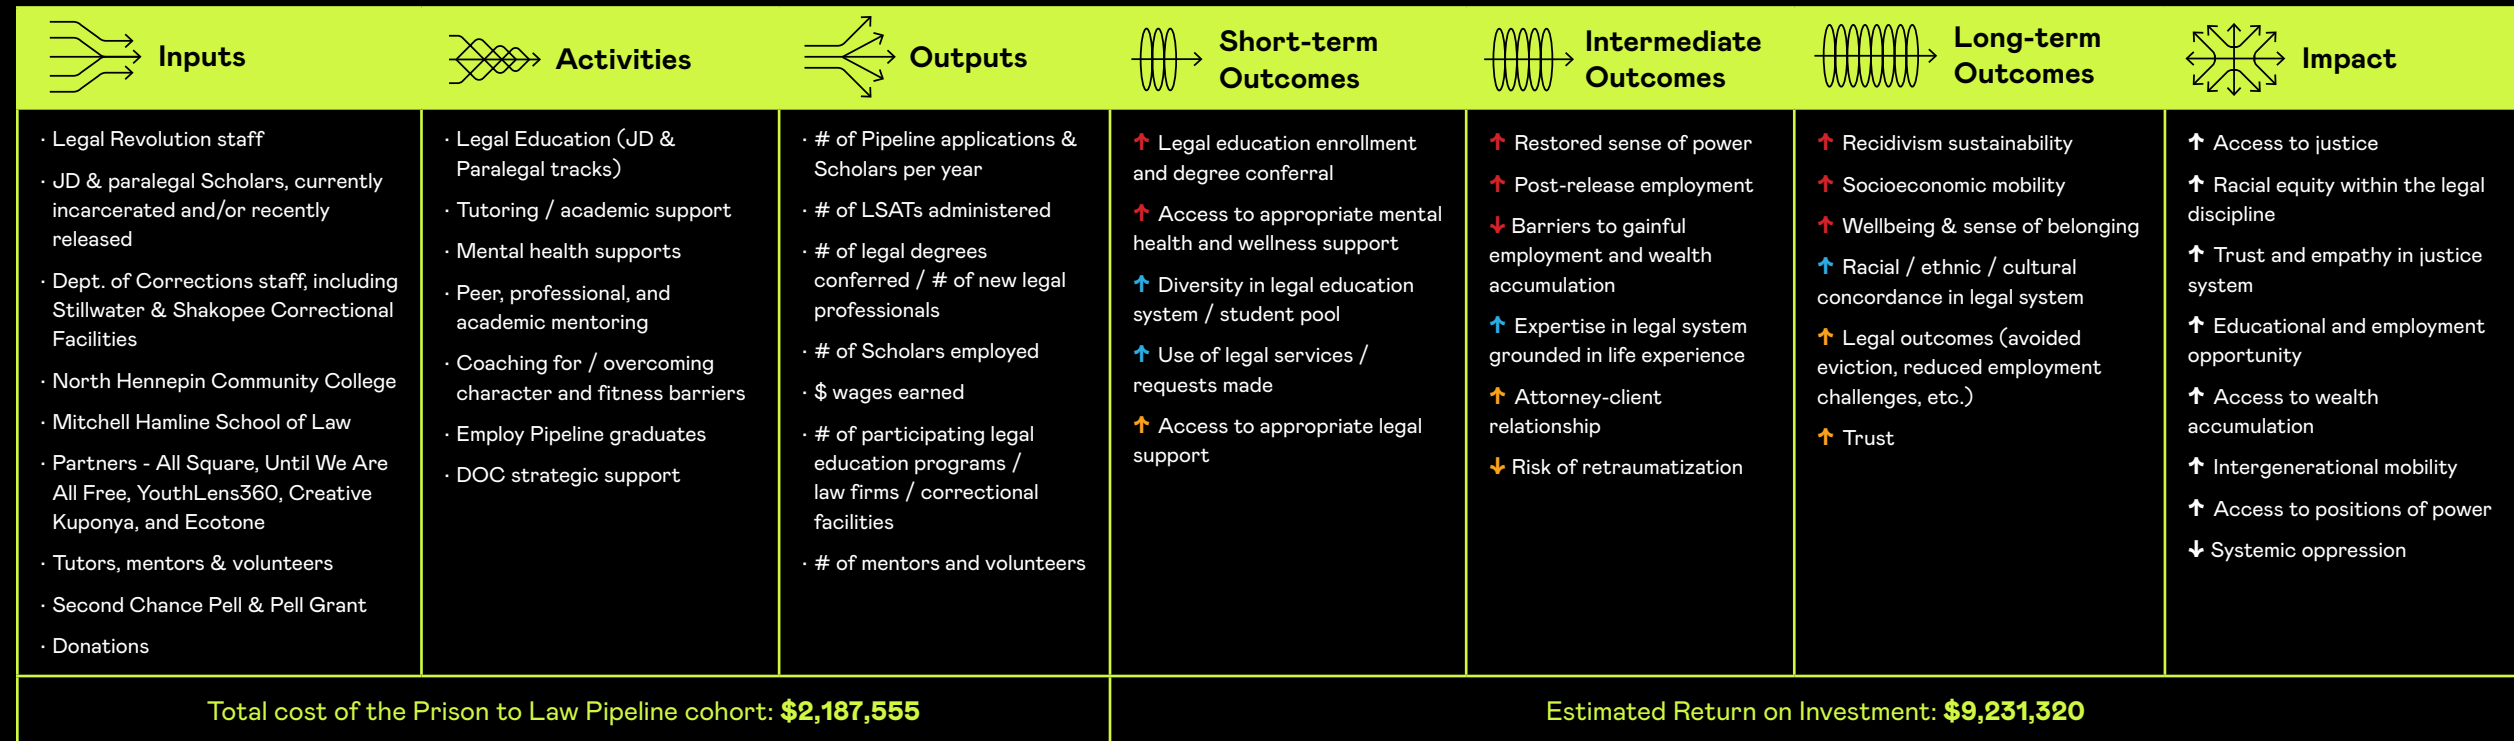 Inputs
Activities
Outputs
Short-term
Outcomes
Intermediate
Outcomes
Long-term
Outcomes
Impact
· Legal Revolution staff
· JD & paralegal Scholars, currently
incarcerated and/or recently
released
· Dept. of Corrections staff, including
Stillwater & Shakopee Correctional
Facilities
· North Hennepin Community College
· Mitchell Hamline School of Law
· Partners - All Square, Until We Are
All Free, YouthLens360, Creative
Kuponya, and Ecotone
· Tutors, mentors & volunteers
· Second Chance Pell & Pell Grant
· Donations
· Legal Education (JD &
Paralegal tracks)
· Tutoring / academic support
· Mental health supports
· Peer, professional, and
academic mentoring
· Coaching for / overcoming
character and fitness barriers
· Employ Pipeline graduates
· DOC strategic support
· # of Pipeline applications &
Scholars per year
· # of LSATs administered
· # of legal degrees
conferred / # of new legal
professionals
· # of Scholars employed
· $ wages earned
· # of participating legal
education programs /
law firms / correctional
facilities
· # of mentors and volunteers
↑ Legal education enrollment
and degree conferral
↑ Access to appropriate mental
health and wellness support
↑ Diversity in legal education
system / student pool
↑ Use of legal services /
requests made
↑ Access to appropriate legal
support
↑ Restored sense of power
↑ Post-release employment
↓ Barriers to gainful
employment and wealth
accumulation
↑ Expertise in legal system
grounded in life experience
↑ Attorney-client
relationship
↓ Risk of retraumatization
↑ Recidivism sustainability
↑ Socioeconomic mobility
↑ Wellbeing & sense of belonging
↑ Racial / ethnic / cultural
concordance in legal system
↑ Legal outcomes (avoided
eviction, reduced employment
challenges, etc.)
↑ Trust
↑ Access to justice
↑ Racial equity within the legal
discipline
↑ Trust and empathy in justice
system
↑ Educational and employment
opportunity
↑ Access to wealth
accumulation
↑ Intergenerational mobility
↑ Access to positions of power
↓ Systemic oppression
Total cost of the Prison to Law Pipeline cohort: $2,187,555
Estimated Return on Investment: $9,231,320